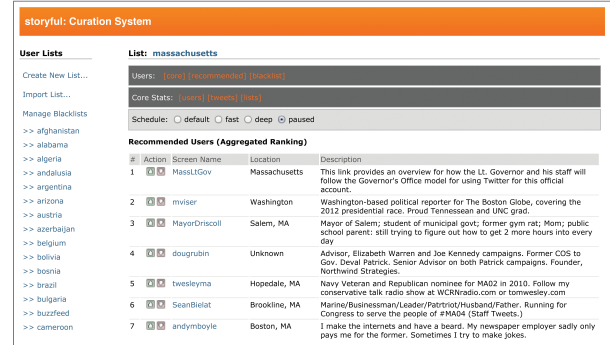 storyful: Curation System
User Lists
Create New List...
Import List...
Manage Blacklists
>> afghanistan
>> alabama
>> algeria
>> andalusia
>> argentina
>> arizona
>> austria
>> azerbaijan
>> belgium
>> bolivia
>> bosnia
>> brazil
>> bulgaria
>> buzzfeed
>> cameroon
List: massachusetts
Users: [core] [recommended] [blacklist]
Core Stats: [users] [tweets] [lists]
Schedule: default fast deep paused
Recommended Users (Aggregated Ranking)
# Action Screen Name Location Description
1 MassLtGov Massachusetts This link provides an overview for how the Lt. Governor and his staff will
follow the Governor's Office model for using Twitter for this official
account.
2 mviser Washington Washington-based political reporter for The Boston Globe, covering the
2012 presidential race. Proud Tennessean and UNC grad.
3 MayorDriscoll Salem, MA Mayor of Salem; student of municipal govt; former gym rat; Mom; public
school parent: still trying to figure out how to get 2 more hours into every
day
4 dougrubin Unknown Advisor, Elizabeth Warren and Joe Kennedy campaigns. Former COS to
Gov. Deval Patrick. Senior Advisor on both Patrick campaigns. Founder,
Northwind Strategies.
5 twesleyma Hopedale, MA Navy Veteran and Republican nominee for MA02 in 2010. Follow my
conservative talk radio show at WCRNradio.com or tomwesley.com
6 SeanBielat Brookline, MA Marine/Businessman/Leader/Patrtriot/Husband/Father. Running for
Congress to serve the people of #MA04 (Staff Tweets.)
7 andymboyle Boston, MA I make the internets and have a beard. My newspaper employer sadly only
pays me for the former. Sometimes I try to make jokes.